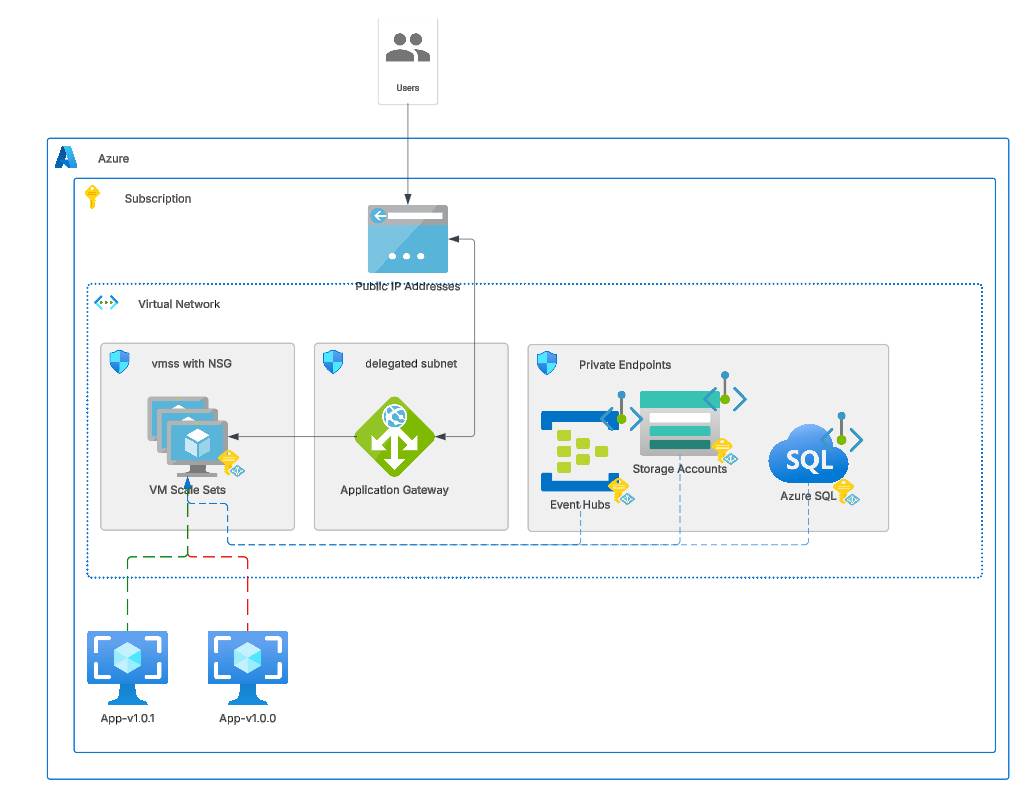 Users
Azure
Subscription
Public IP Addresses
Virtual Network
vmss with NSG
delegated subnet
Private Endpoints
SQL
VM Scale Sets
Application Gateway
Event Hubs
Storage Accounts
Azure SQL
App-v1.0.1
App-v1.0.0